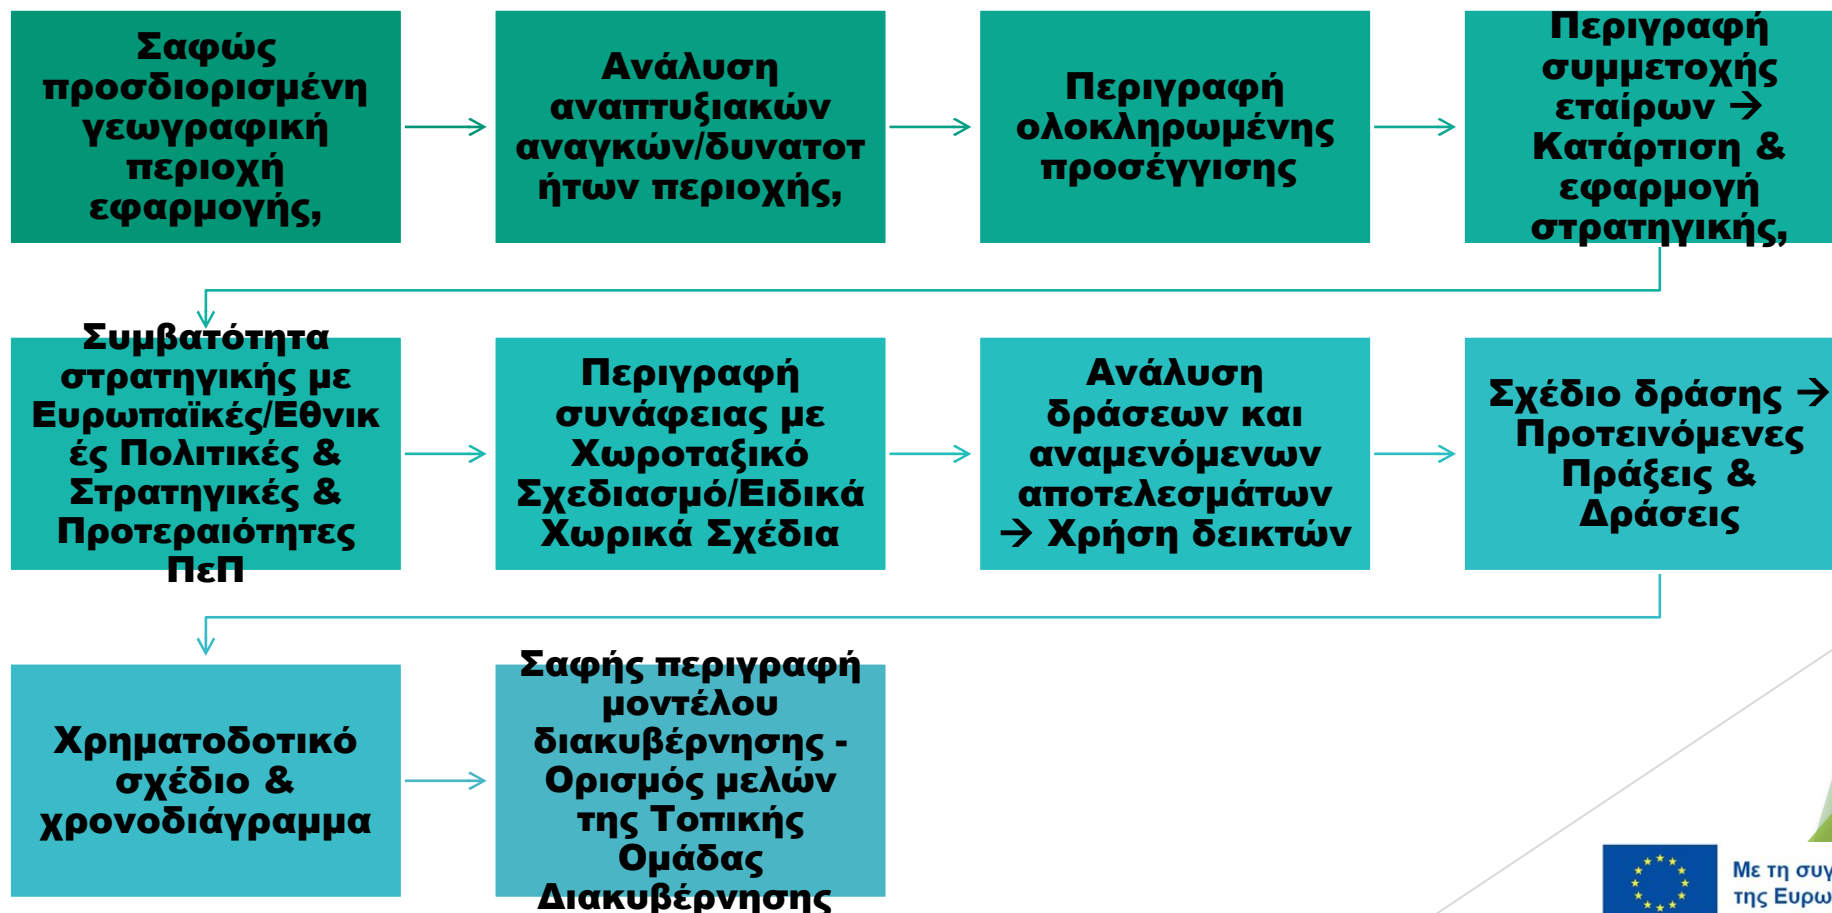 Σαφώς
προσδιορισμένη
γεωγραφική
περιοχή
εφαρμογής,
Ανάλυση
αναπτυξιακών
αναγκών/δυνατοτ
ήτων περιοχής,
Περιγραφή
ολοκληρωμένης
προσέγγισης
Περιγραφή
συμμετοχής
εταίρων →
Κατάρτιση &
εφαρμογή
στρατηγικής,
Συμβατότητα
στρατηγικής με
Ευρωπαϊκές/Εθνικ
ές Πολιτικές &
Στρατηγικές &
Προτεραιότητες
ΠεΠ
Περιγραφή
συνάφειας με
Χωροταξικό
Σχεδιασμό/Ειδικά
Χωρικά Σχέδια
Ανάλυση
δράσεων και
αναμενόμενων
αποτελεσμάτων
→ Χρήση δεικτών
Σχέδιο δράσης →
Προτεινόμενες
Πράξεις &
Δράσεις
Χρηματοδοτικό
σχέδιο &
χρονοδιάγραμμα
Σαφής περιγραφή
μοντέλου
διακυβέρνησης -
Ορισμός μελών
της Τοπικής
Ομάδας
Διακυβέρνησης
Με τη συγ
της Ευρω